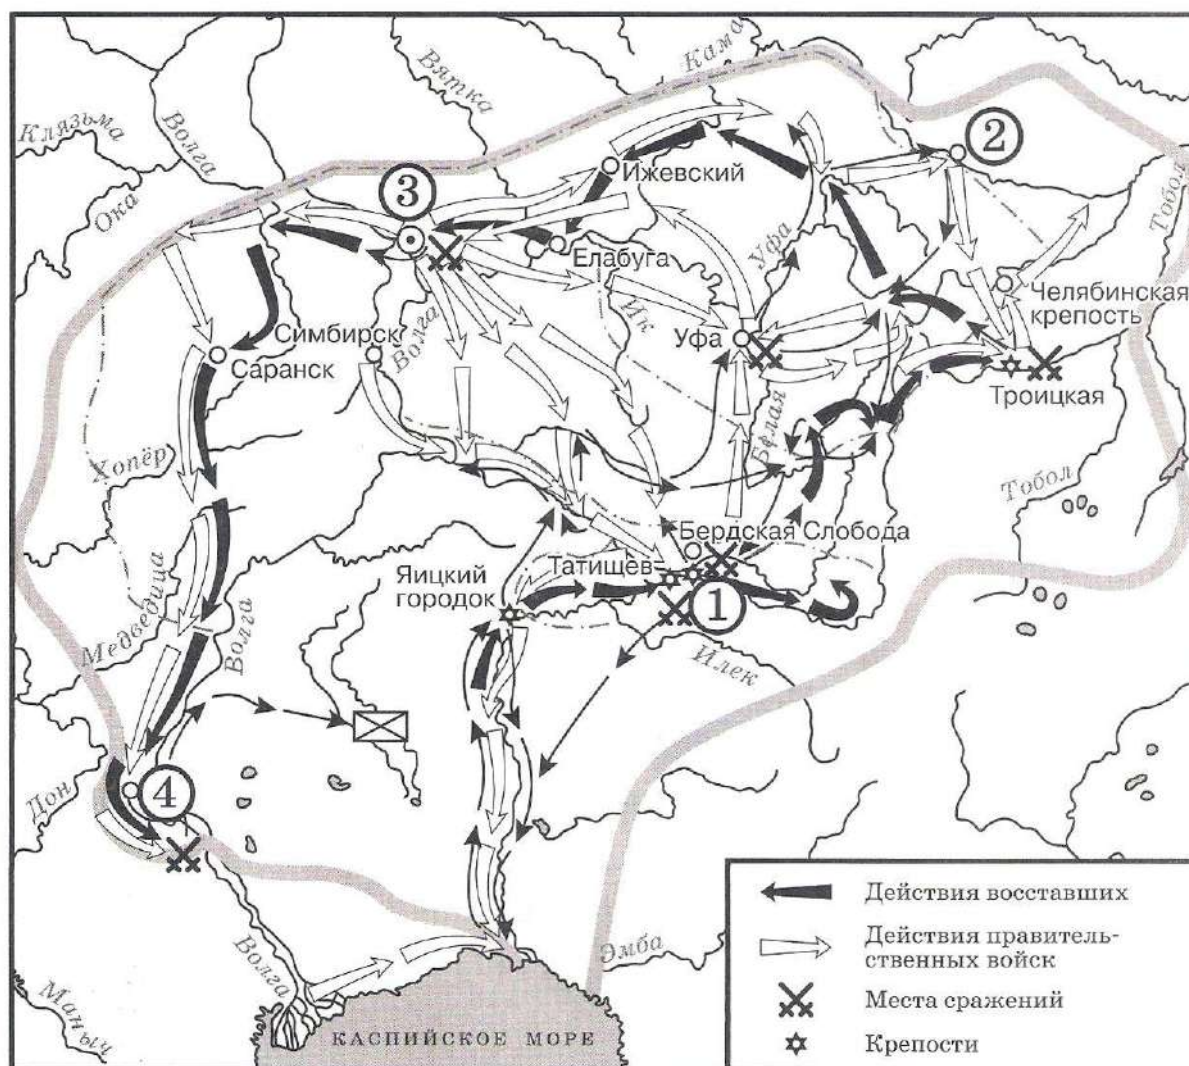 Клязьма
Волга
Вятка
Кама
Ока
Тобол
2
3
Ижевский
Елабуга
Уфа
Ик
Волга
Симбирск
Саранск
Уфа
Челябинская
крепость
Троицкая
Белая
Хопёр
Тобол
Медведица
Бердская Слобода
Татищев
Яицкий
городок
1
Волга
Илек
Дон
4
Волга
Эмба
Маныч
КАСПИЙСКОЕ МОРЕ
Действия восставших
Действия правитель-
ственных войск
Места сражений
Крепости